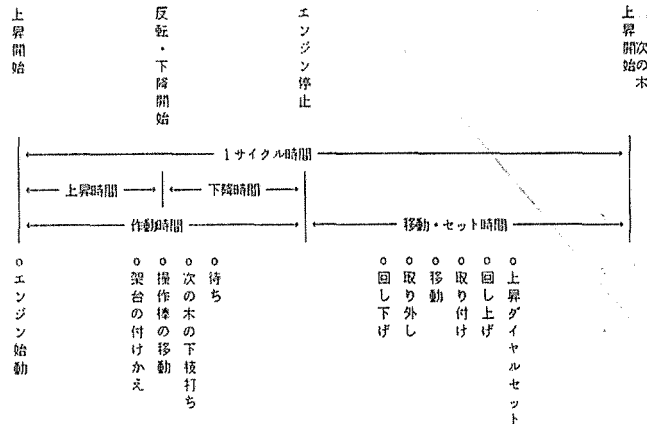 上昇開始
反転・下降開始
エンジン停止
上昇開始
次の木
1サイクル時間
上昇時間
下降時間
作動時間
移動・セット時間
○エンジン始動
○架台の付けかえ
○操作棒の移動
○次の木の下枝打ち
○待ち
○回し下げ
○取り外し
○移動
○取り付け
○回し上げ
○上昇ダイヤルセット